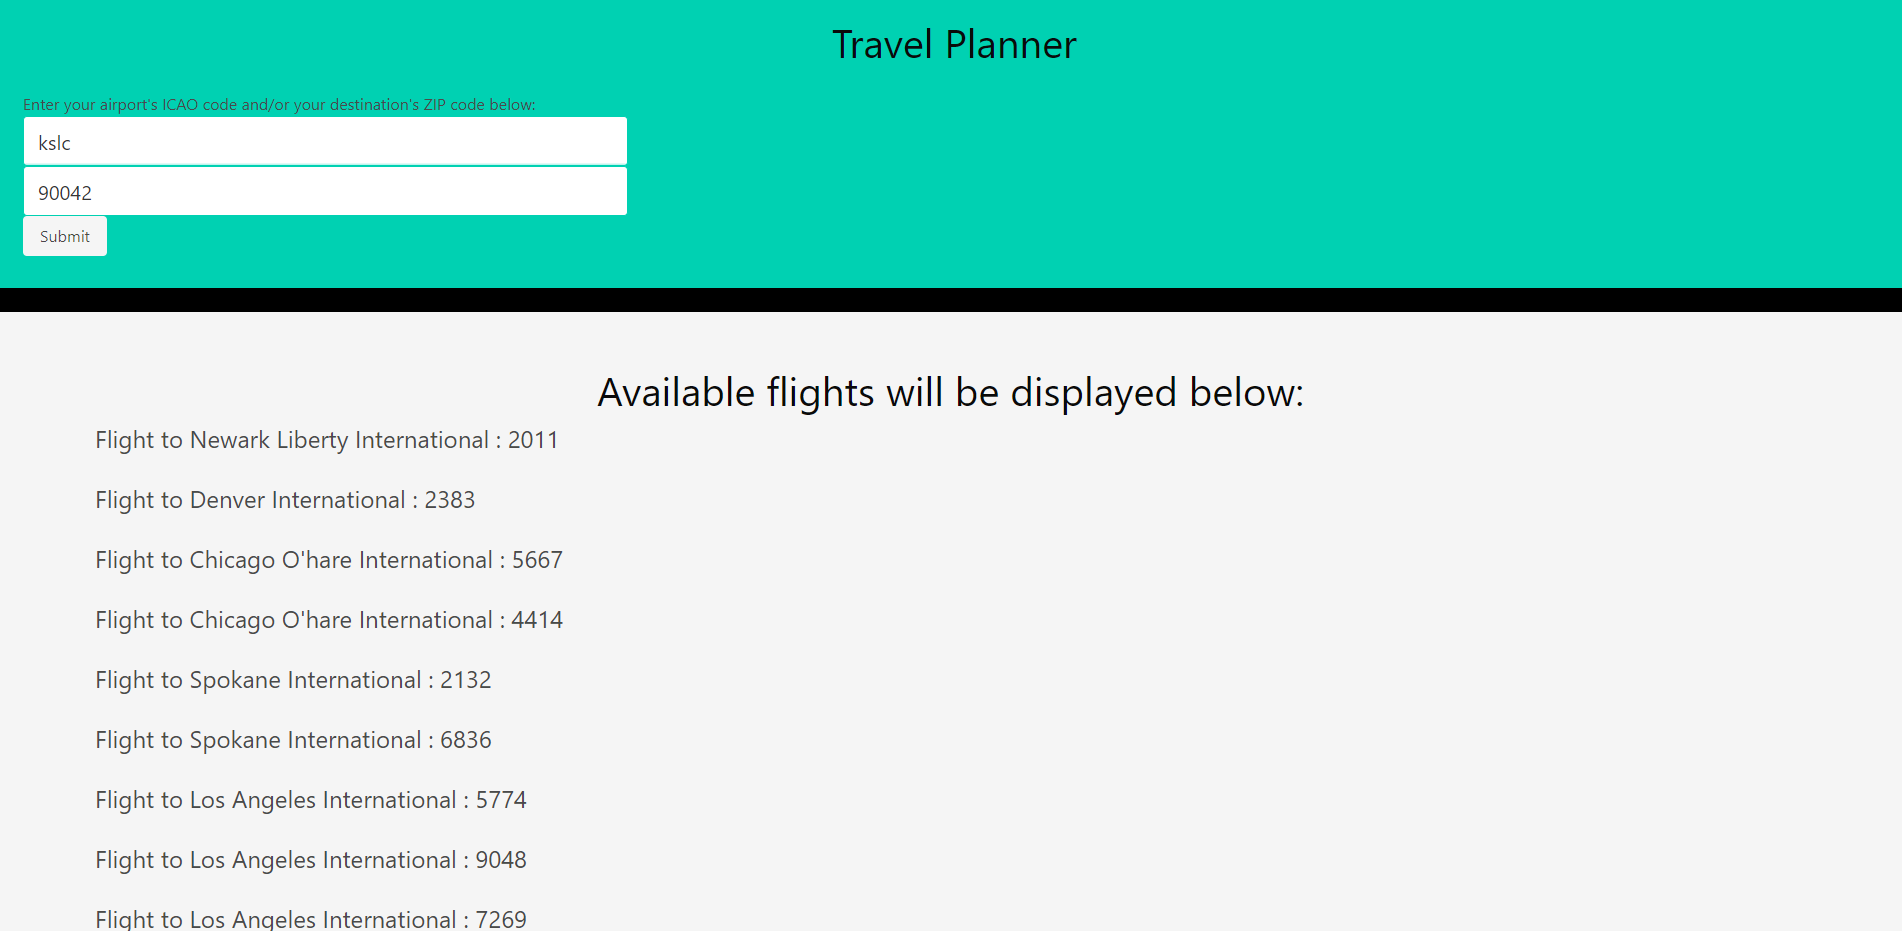 Travel Planner
Enter your airport's ICAO code and/or your destination's ZIP code below:
kslc
90042
Submit
Available flights will be displayed below:
Flight to Newark Liberty International : 2011
Flight to Denver International : 2383
Flight to Chicago O'hare International : 5667
Flight to Chicago O'hare International : 4414
Flight to Spokane International : 2132
Flight to Spokane International : 6836
Flight to Los Angeles International : 5774
Flight to Los Angeles International : 9048
Flight to Los Angeles International : 7269